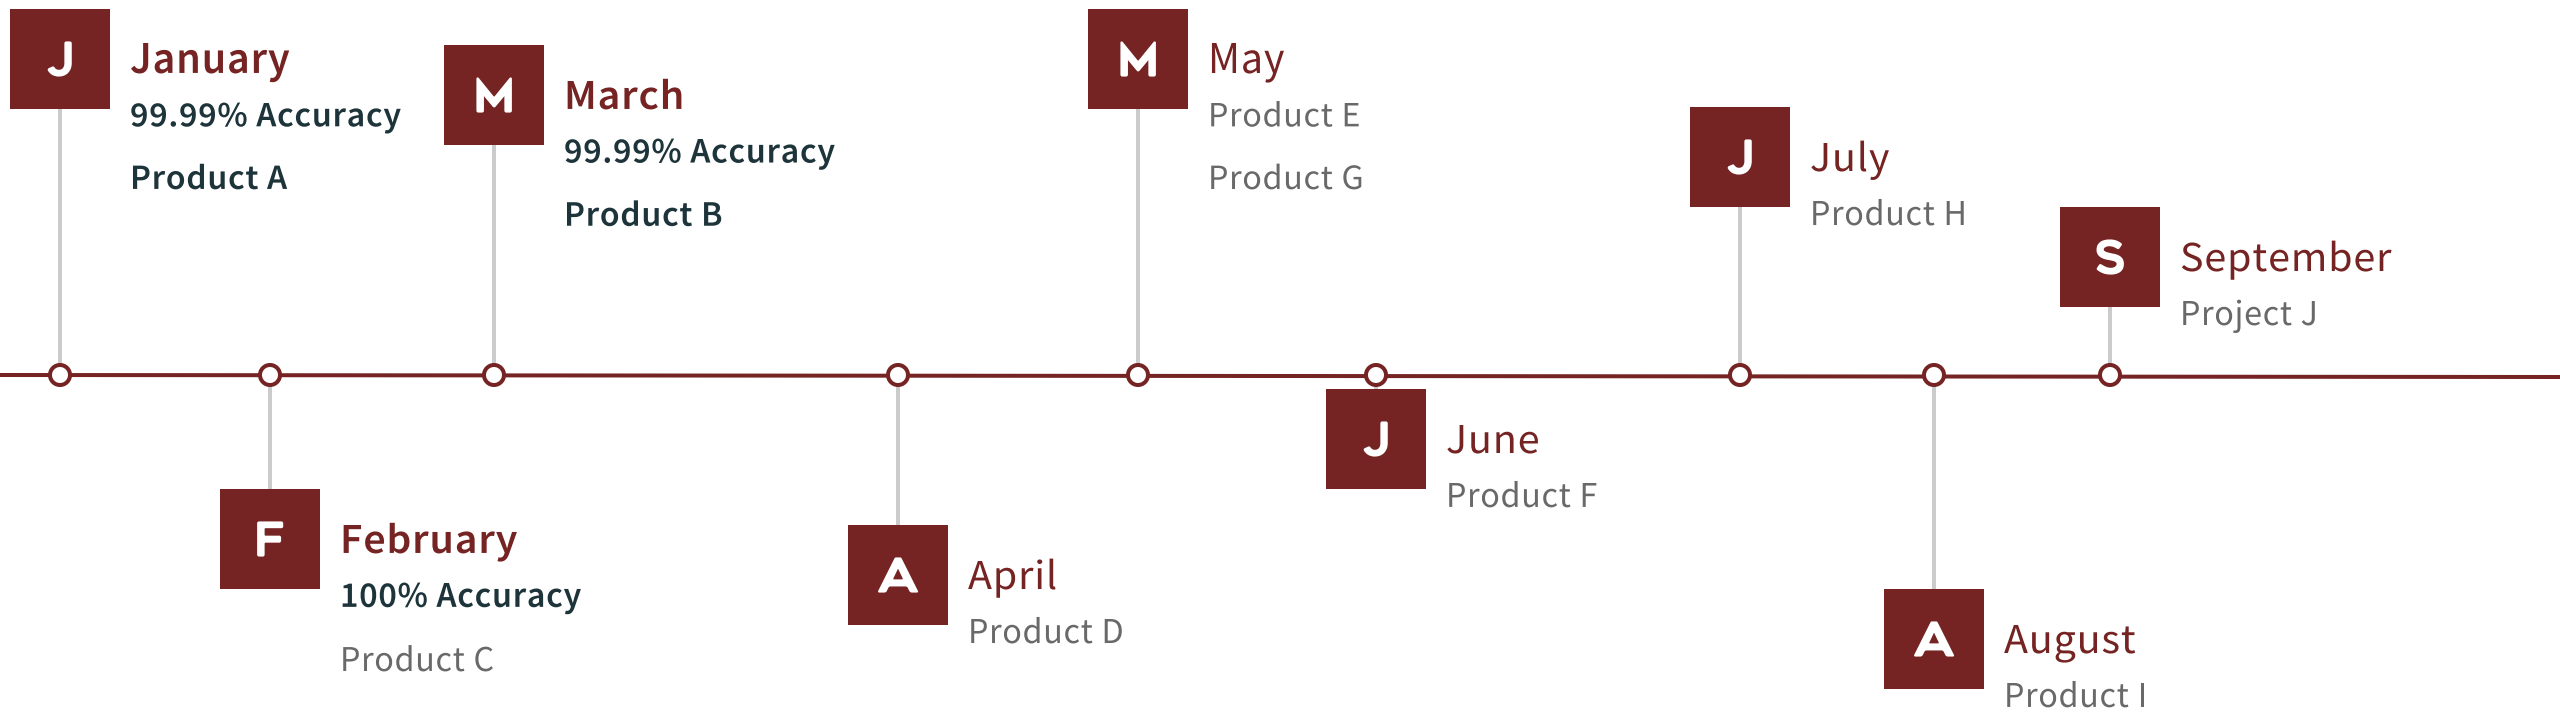 J
January
99.99% Accuracy
Product A
F
February
100% Accuracy
Product C
M
March
99.99% Accuracy
Product B
A
April
Product D
M
May
Product E
Product G
J
June
Product F
J
July
Product H
A
August
Product I
S
September
Project J